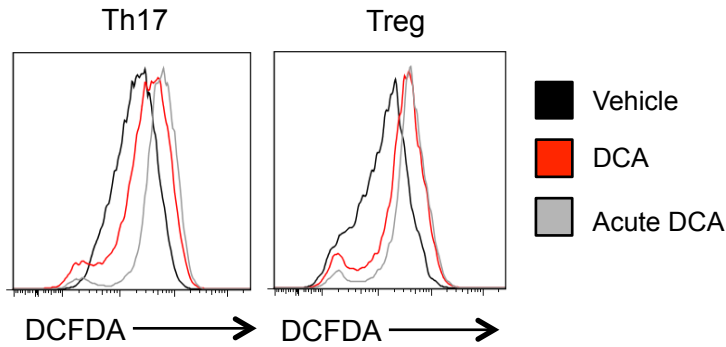 Th17
Treg
Vehicle
DCA
Acute DCA
DCFDA
DCFDA